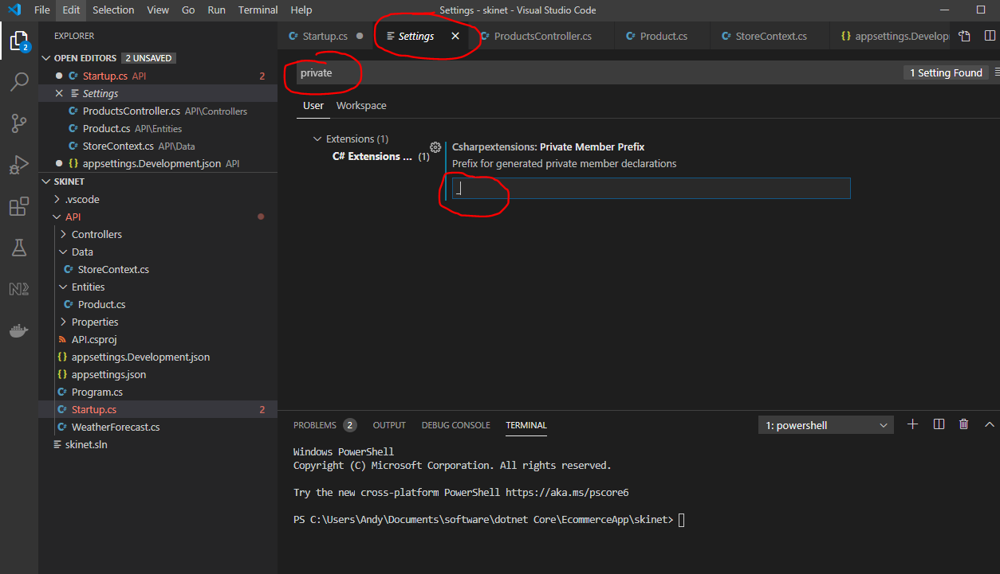 File Edit Selection View Go Run Terminal Help Settings - skinet - Visual Studio Code
EXPLORER
OPEN EDITORS 2 UNSAVED
Startup.cs API 2
Settings
ProductsController.cs API\Controllers
Product.cs API\Entities
StoreContext.cs API\Data
{} appsettings.Development.json API
SKINET
.vscode
API
Controllers
Data
StoreContext.cs
Entities
Product.cs
Properties
API.csproj
{} appsettings.Development.json
{} appsettings.json
Program.cs
Startup.cs 2
WeatherForecast.cs
skinet.sln
2
Startup.cs Settings ProductsController.cs Product.cs StoreContext.cs {} appsettings.Develop
private 1 Setting Found
User Workspace
Extensions (1)
C# Extensions ... (1)
Csharpextensions: Private Member Prefix
Prefix for generated private member declarations
_
PROBLEMS 2 OUTPUT DEBUG CONSOLE TERMINAL 1: powershell
Windows PowerShell
Copyright (C) Microsoft Corporation. All rights reserved.
Try the new cross-platform PowerShell https://aka.ms/pscore6
PS C:\Users\Andy\Documents\software\dotnet Core\EcommerceApp\skinet>